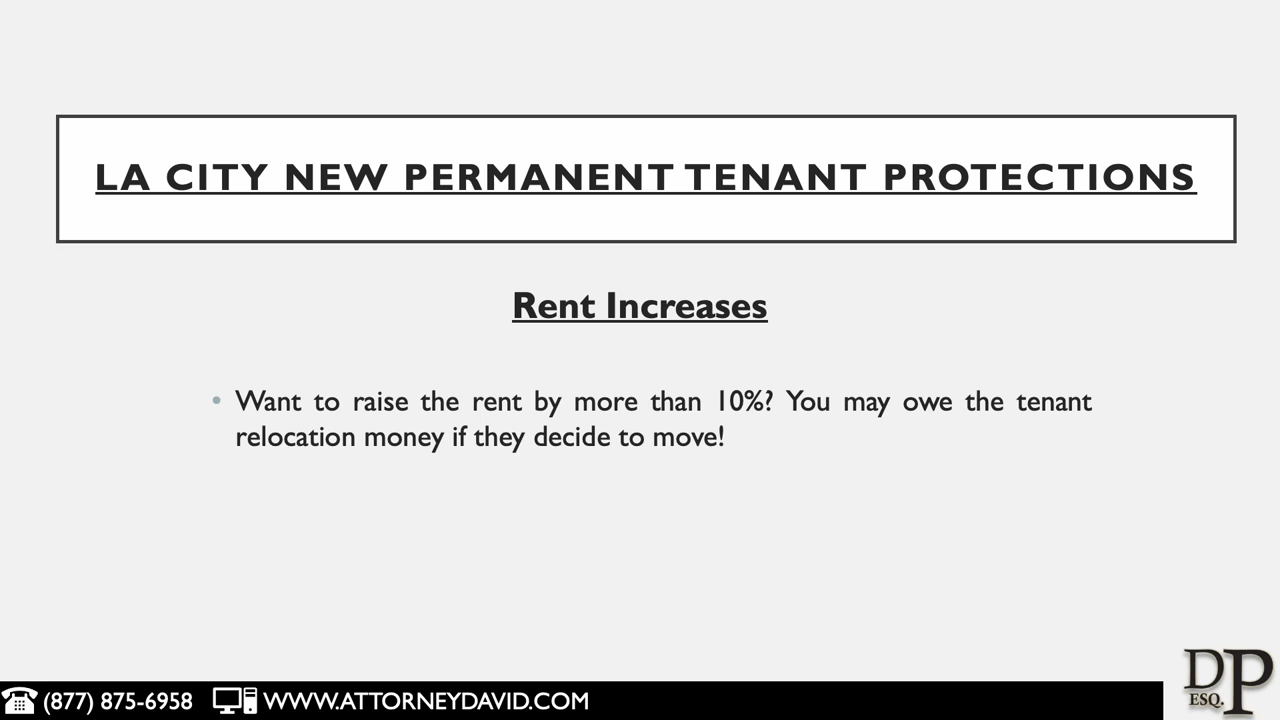 LA CITY NEW PERMANENT TENANT PROTECTIONS
Rent Increases
• Want to raise the rent by more than 10%? You may owe the tenant
relocation money if they decide to move!
(877) 875-6958 WWW.ATTORNEYDAVID.COM
DP
ESQ.